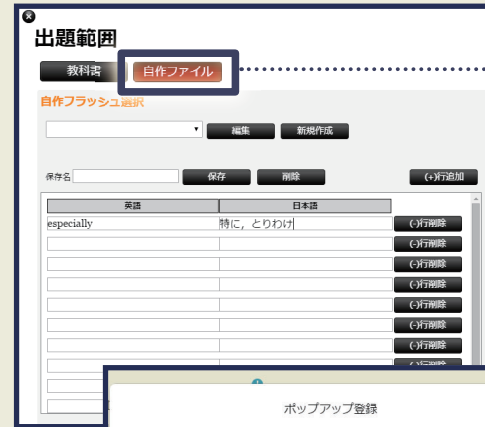 出題範囲
教科書 自作ファイル
自作フラッシュ選択
編集 新規作成
保存名 保存 削除 (+)行追加
英語 日本語
especially 特に，とりわけ (-)行削除
(-)行削除
(-)行削除
(-)行削除
(-)行削除
(-)行削除
(-)行削除
(-)行削除
ポップアップ登録